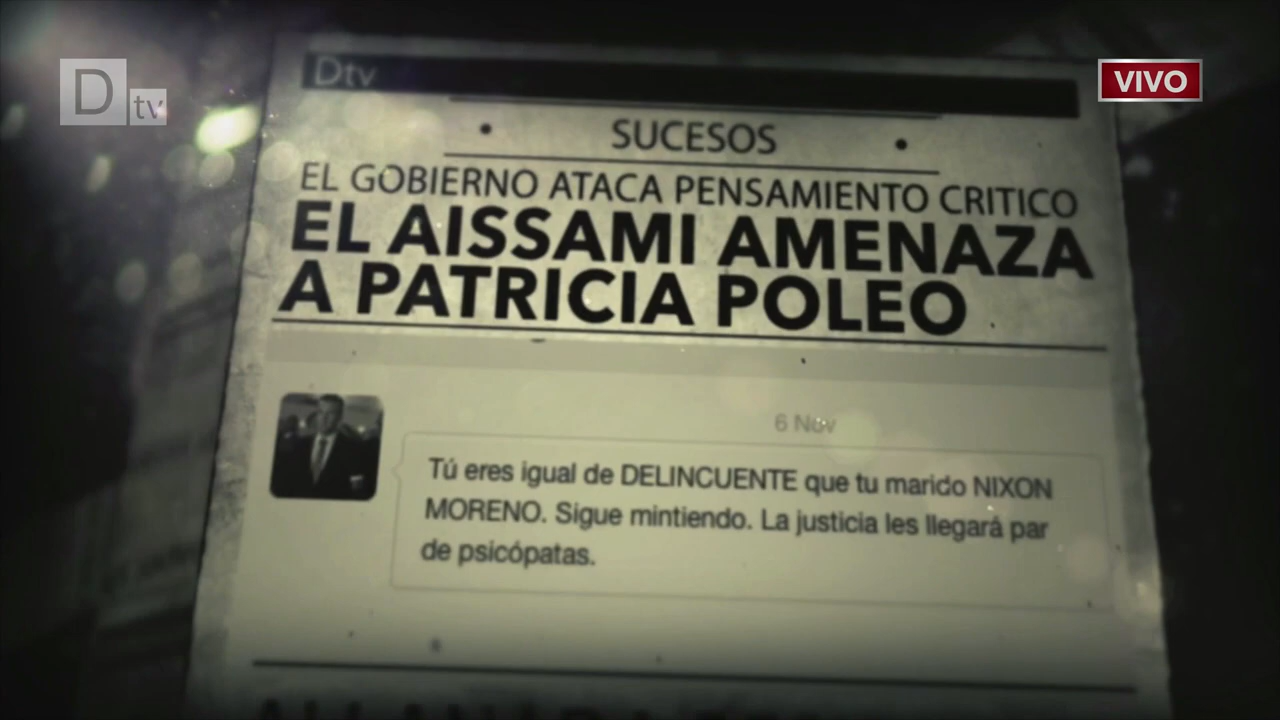 D tv
VIVO
Dtv
SUCESOS
EL GOBIERNO ATACA PENSAMIENTO CRITICO
EL AISSAMI AMENAZA
A PATRICIA POLEO
6 Nov
Tú eres igual de DELINCUENTE que tu marido NIXON
MORENO. Sigue mintiendo. La justicia les llegará par
de psicópatas.